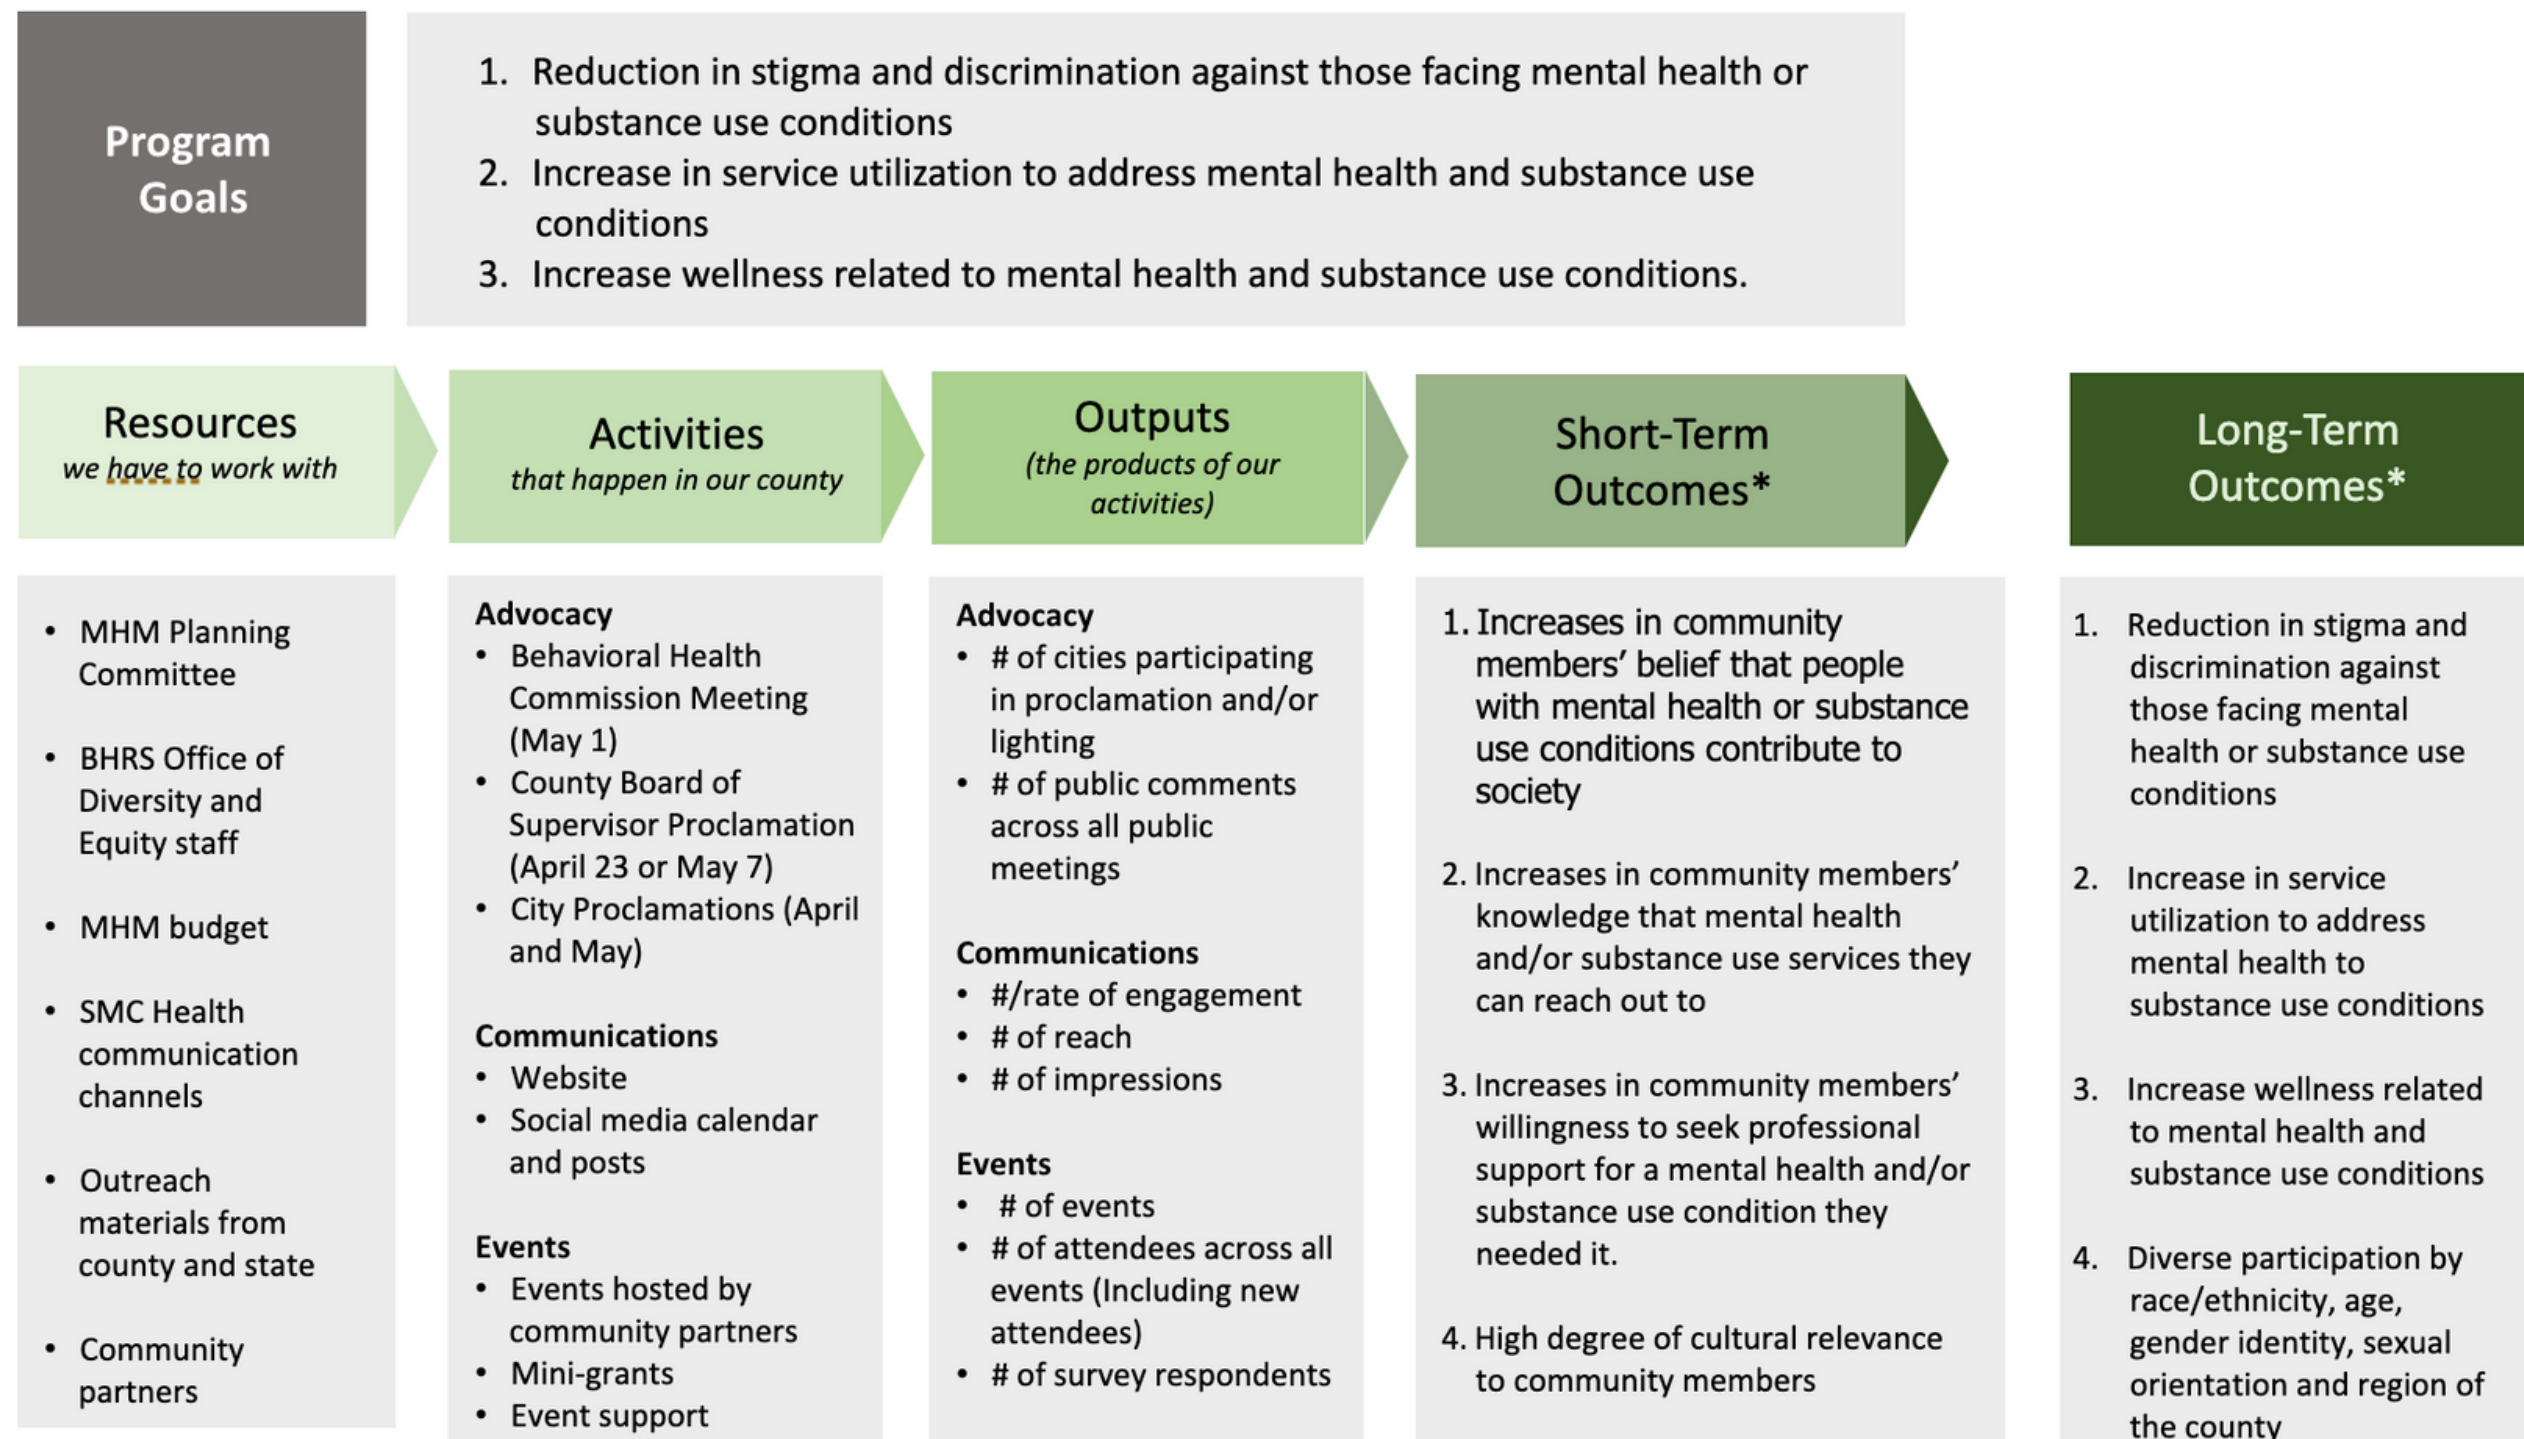 Program
Goals
1. Reduction in stigma and discrimination against those facing mental health or
substance use conditions
2. Increase in service utilization to address mental health and substance use
conditions
3. Increase wellness related to mental health and substance use conditions.
Resources
we have to work with
Activities
that happen in our county
Outputs
(the products of our
activities)
Short-Term
Outcomes*
Long-Term
Outcomes*
• MHM Planning
Committee
• BHRS Office of
Diversity and
Equity staff
• MHM budget
• SMC Health
communication
channels
• Outreach
materials from
county and state
• Community
partners
Advocacy
• Behavioral Health
Commission Meeting
(May 1)
• County Board of
Supervisor Proclamation
(April 23 or May 7)
• City Proclamations (April
and May)
Communications
• Website
• Social media calendar
and posts
Events
• Events hosted by
community partners
• Mini-grants
• Event support
Advocacy
• # of cities participating
in proclamation and/or
lighting
• # of public comments
across all public
meetings
Communications
• #/rate of engagement
• # of reach
• # of impressions
Events
• # of events
• # of attendees across all
events (Including new
attendees)
• # of survey respondents
1. Increases in community
members’ belief that people
with mental health or substance
use conditions contribute to
society
2. Increases in community members’
knowledge that mental health
and/or substance use services they
can reach out to
3. Increases in community members’
willingness to seek professional
support for a mental health and/or
substance use condition they
needed it.
4. High degree of cultural relevance
to community members
1. Reduction in stigma and
discrimination against
those facing mental
health or substance use
conditions
2. Increase in service
utilization to address
mental health to
substance use conditions
3. Increase wellness related
to mental health and
substance use conditions
4. Diverse participation by
race/ethnicity, age,
gender identity, sexual
orientation and region of
the county